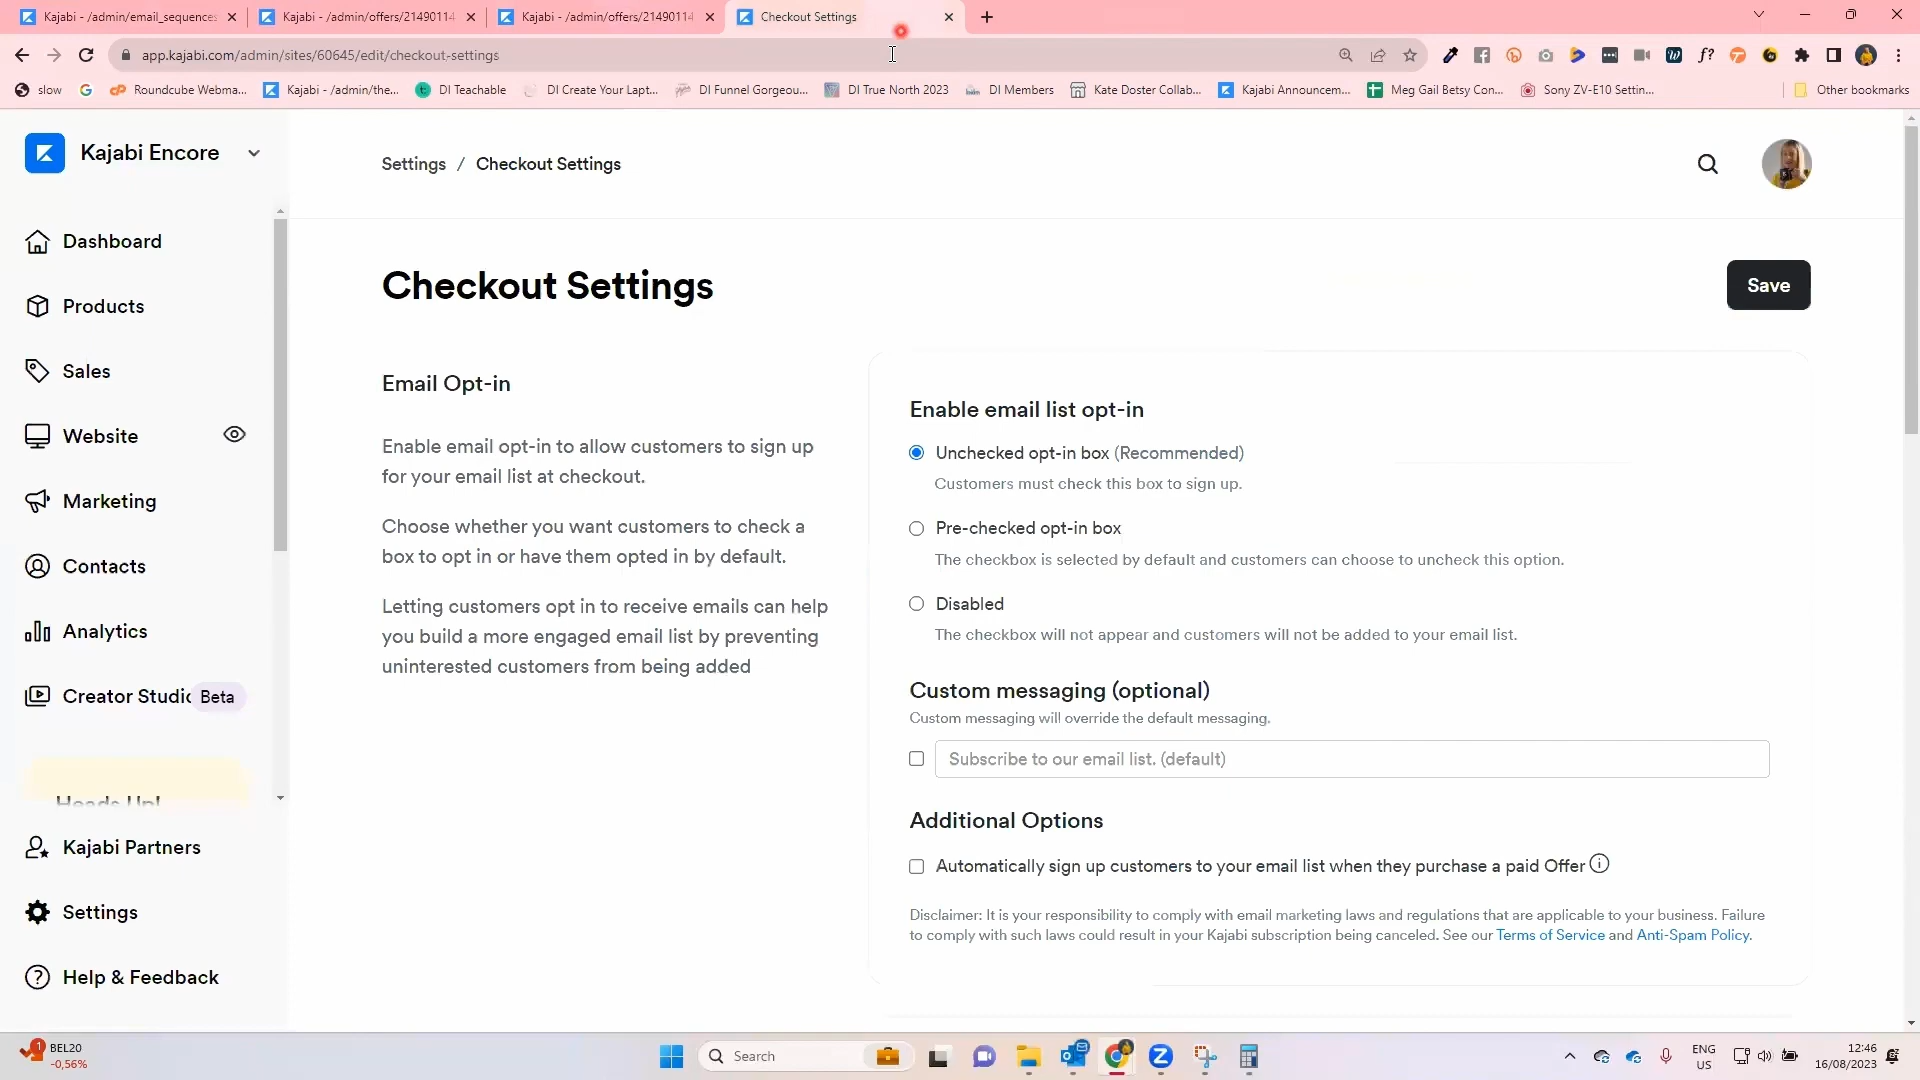 Kajabi - /admin/email_sequences
Kajabi - /admin/offers/21490114
Kajabi - /admin/offers/21490114
Checkout Settings
app.kajabi.com/admin/sites/60645/edit/checkout-settings
slow
Roundcube Webma...
Kajabi - /admin/the...
DI Teachable
DI Create Your Lapt...
DI Funnel Gorgeou...
DI True North 2023
DI Members
Kate Doster Collab...
Kajabi Announcem...
Meg Gail Betsy Con...
Sony ZV-E10 Settin...
Other bookmarks
Kajabi Encore
Settings / Checkout Settings
Dashboard
Products
Sales
Website
Marketing
Contacts
Analytics
Creator Studio Beta
Heads Up!
Kajabi Partners
Settings
Help & Feedback
Checkout Settings
Save
Email Opt-in
Enable email opt-in to allow customers to sign up
for your email list at checkout.
Choose whether you want customers to check a
box to opt in or have them opted in by default.
Letting customers opt in to receive emails can help
you build a more engaged email list by preventing
uninterested customers from being added
Enable email list opt-in
Unchecked opt-in box (Recommended)
Customers must check this box to sign up.
Pre-checked opt-in box
The checkbox is selected by default and customers can choose to uncheck this option.
Disabled
The checkbox will not appear and customers will not be added to your email list.
Custom messaging (optional)
Custom messaging will override the default messaging.
Subscribe to our email list. (default)
Additional Options
Automatically sign up customers to your email list when they purchase a paid Offer
Disclaimer: It is your responsibility to comply with email marketing laws and regulations that are applicable to your business. Failure
to comply with such laws could result in your Kajabi subscription being canceled. See our Terms of Service and Anti-Spam Policy.
1
BEL20
-0,56%
Search
ENG
US
12:46
16/08/2023